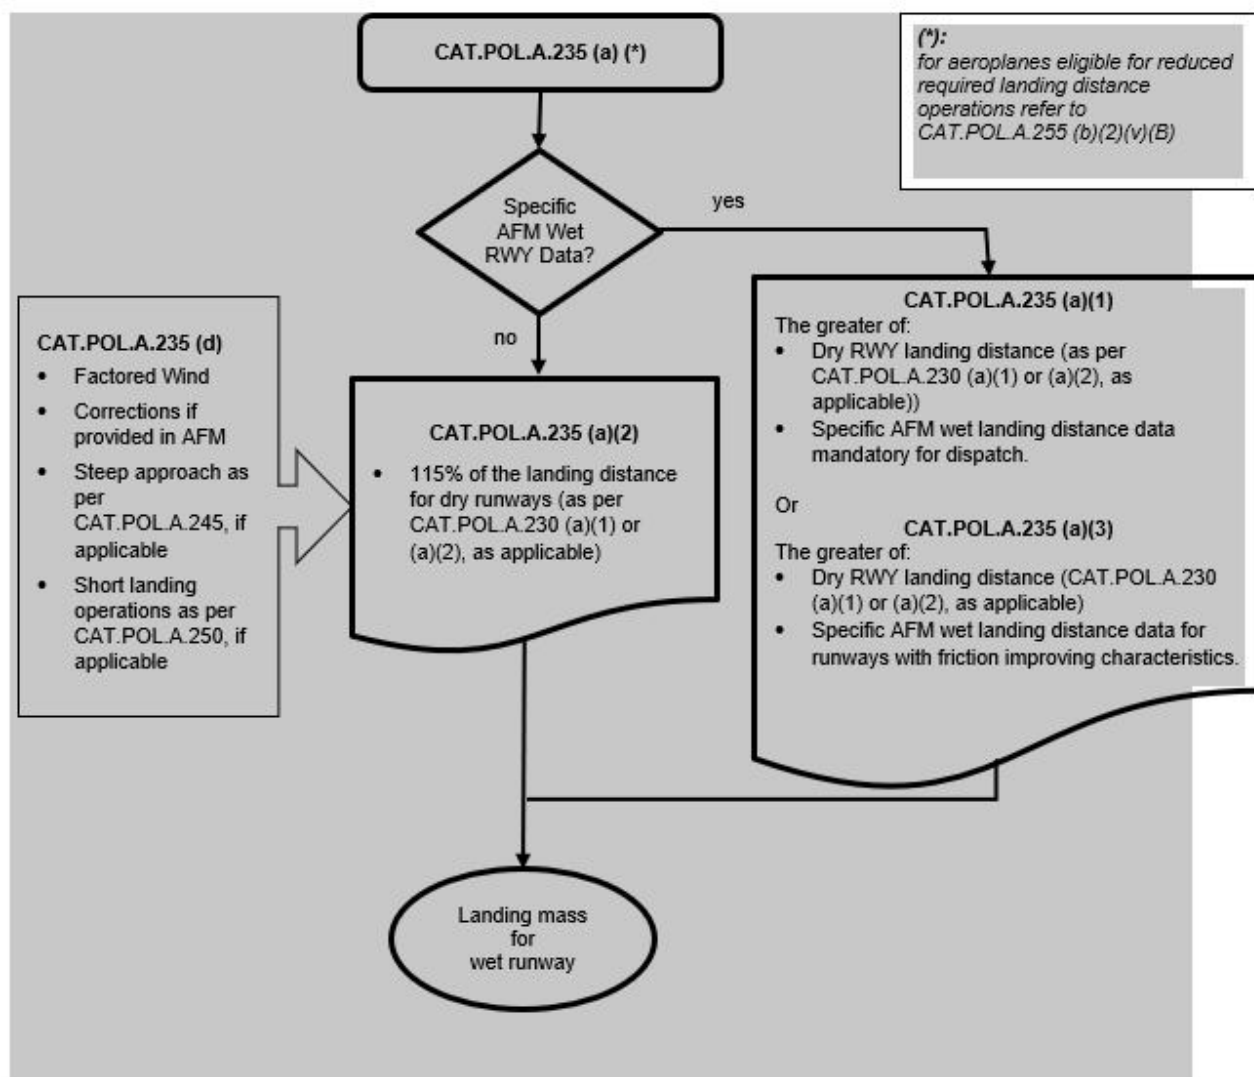 CAT.POL.A.235 (a) (*)
(*):
for aeroplanes eligible for reduced
required landing distance
operations refer to
CAT.POL.A.255 (b)(2)(v)(B)
Specific
AFM Wet
RWY Data?
yes
no
CAT.POL.A.235 (d)
• Factored Wind
• Corrections if
provided in AFM
• Steep approach as
per
CAT.POL.A.245, if
applicable
• Short landing
operations as per
CAT.POL.A.250, if
applicable
CAT.POL.A.235 (a)(2)
• 115% of the landing distance
for dry runways (as per
CAT.POL.A.230 (a)(1) or
(a)(2), as applicable)
CAT.POL.A.235 (a)(1)
The greater of:
• Dry RWY landing distance (as per
CAT.POL.A.230 (a)(1) or (a)(2), as
applicable))
• Specific AFM wet landing distance data
mandatory for dispatch.
Or
CAT.POL.A.235 (a)(3)
The greater of:
• Dry RWY landing distance (CAT.POL.A.230
(a)(1) or (a)(2), as applicable)
• Specific AFM wet landing distance data for
runways with friction improving characteristics.
Landing mass
for
wet runway